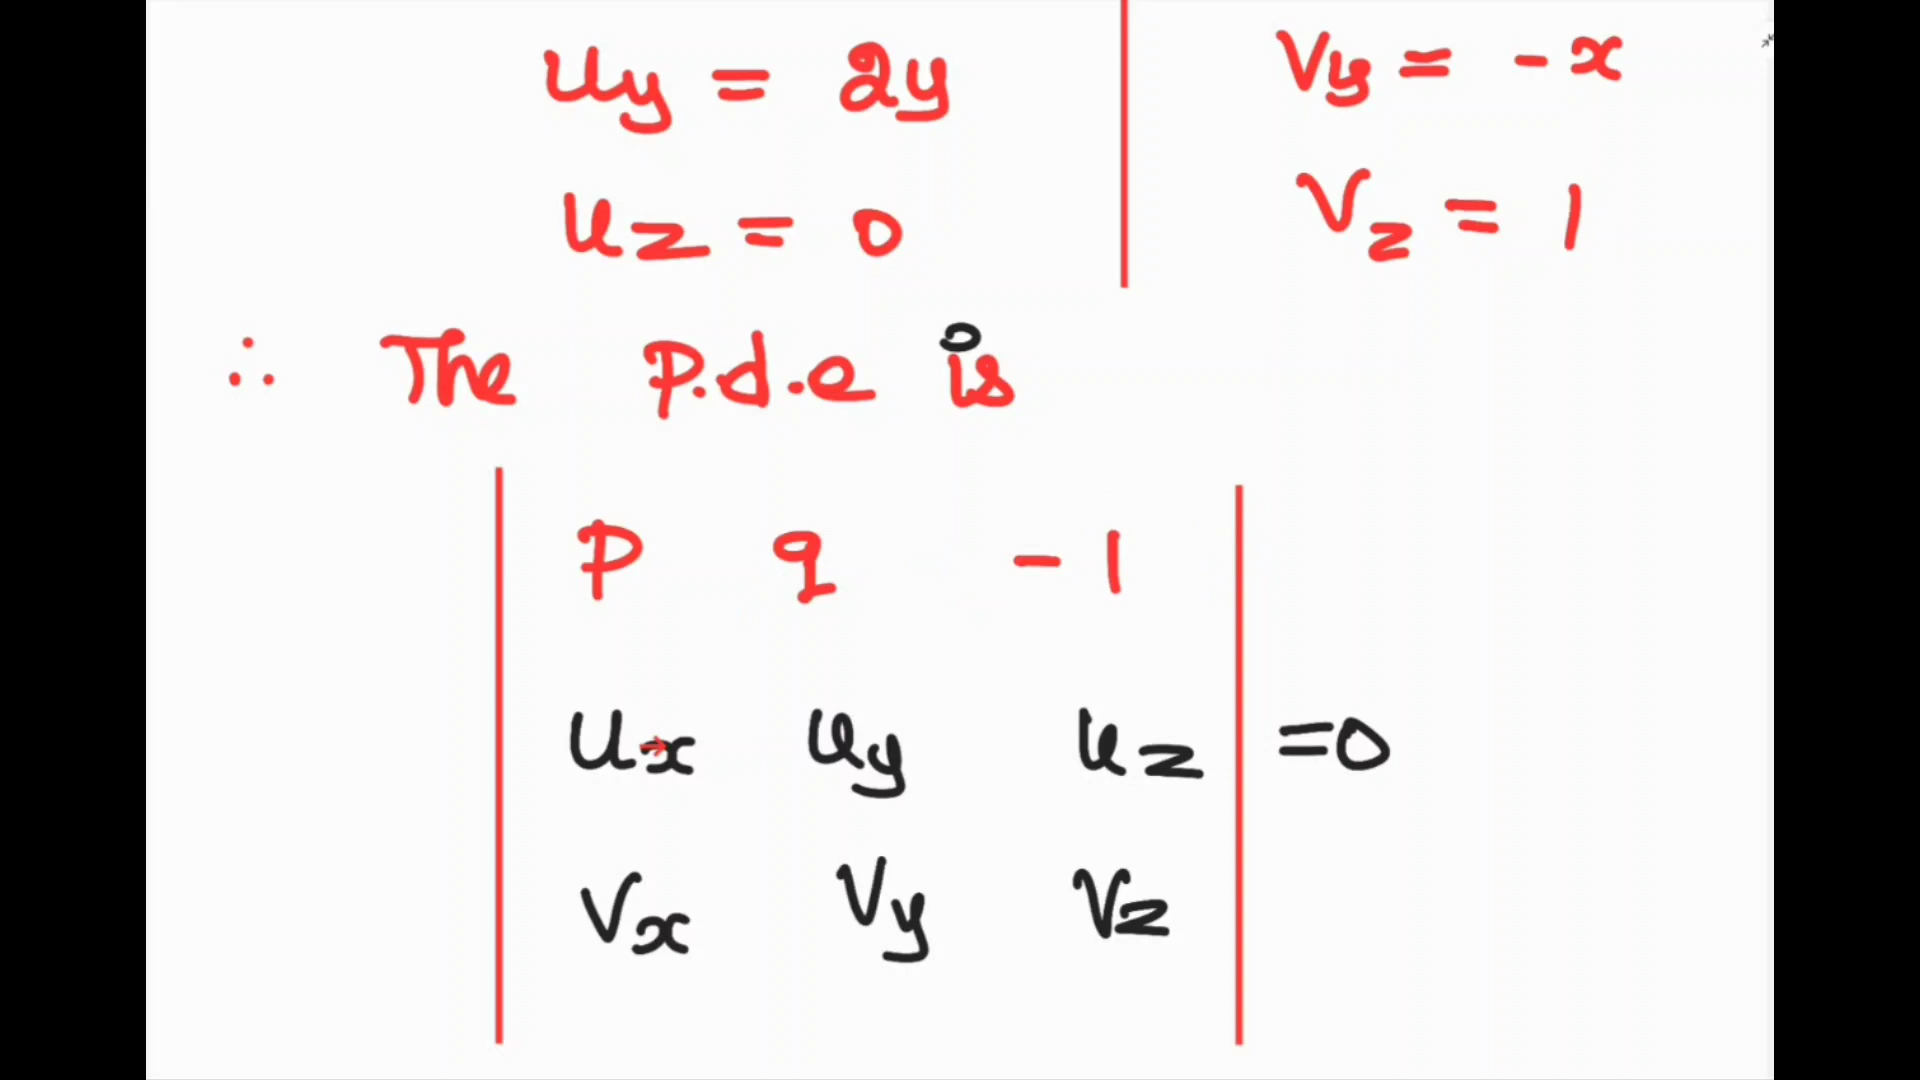 uy = 2y
Vy = -x
uz = 0
Vz = 1
∴ The P.d.e is
P q -1
ux uy uz =0
Vx Vy Vz